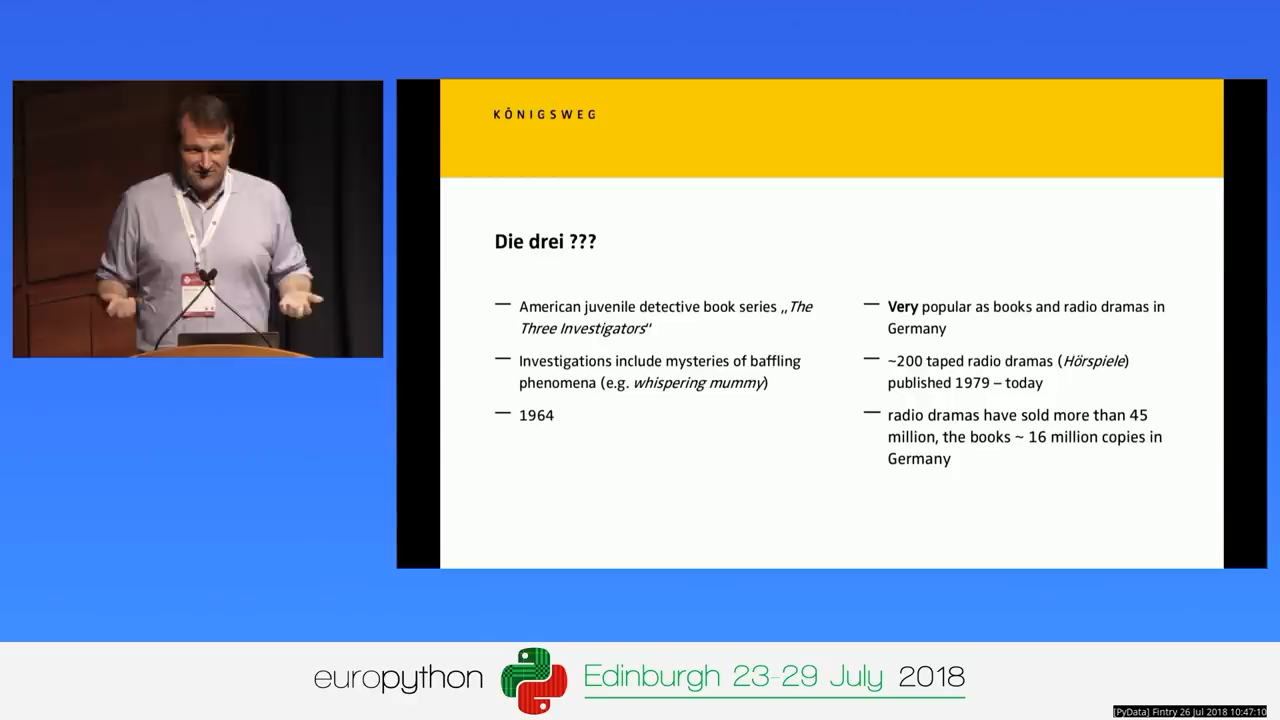 KÖNIGSWEG
Die drei ???
— American juvenile detective book series „The
Three Investigators“
— Investigations include mysteries of baffling
phenomena (e.g. whispering mummy)
— 1964
— Very popular as books and radio dramas in
Germany
— ~200 taped radio dramas (Hörspiele)
published 1979 – today
— radio dramas have sold more than 45
million, the books ~ 16 million copies in
Germany
europython Edinburgh 23-29 July 2018
[PyData] Fintry 26 Jul 2018 10:47:10